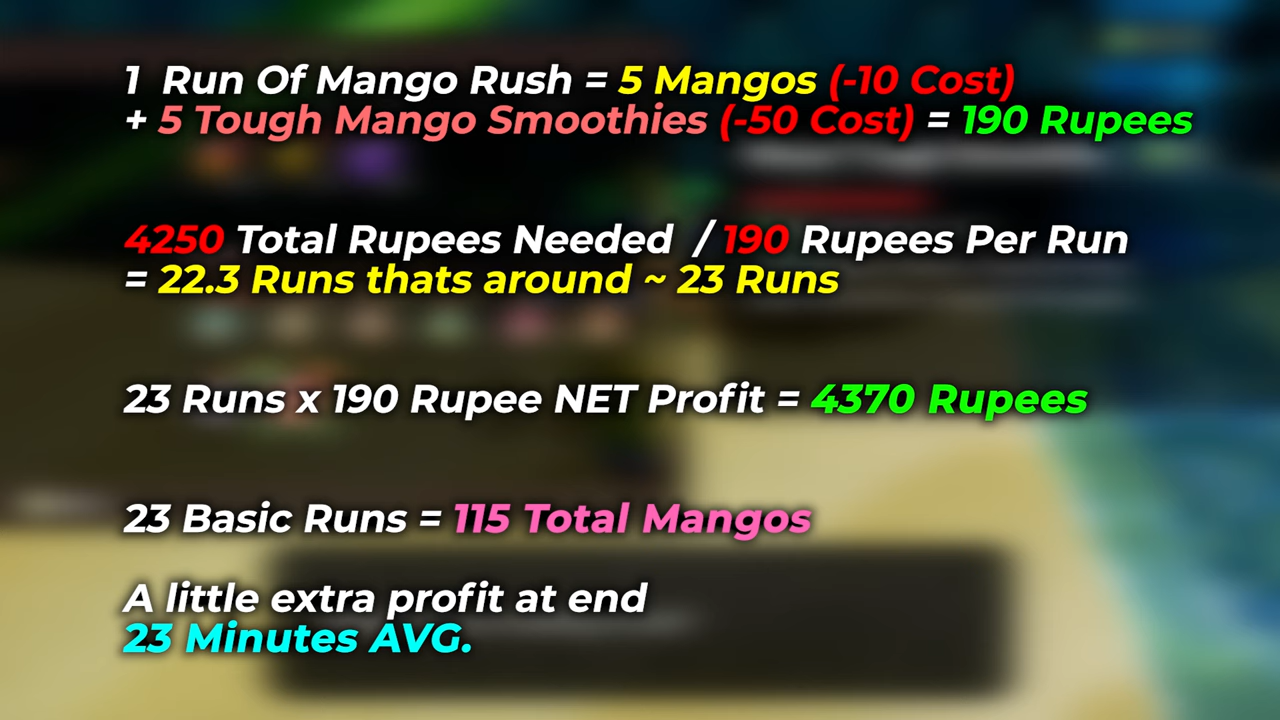 1 Run Of Mango Rush = 5 Mangos (-10 Cost)
+ 5 Tough Mango Smoothies (-50 Cost) = 190 Rupees
4250 Total Rupees Needed / 190 Rupees Per Run
= 22.3 Runs thats around ~ 23 Runs
23 Runs x 190 Rupee NET Profit = 4370 Rupees
23 Basic Runs = 115 Total Mangos
A little extra profit at end
23 Minutes AVG.